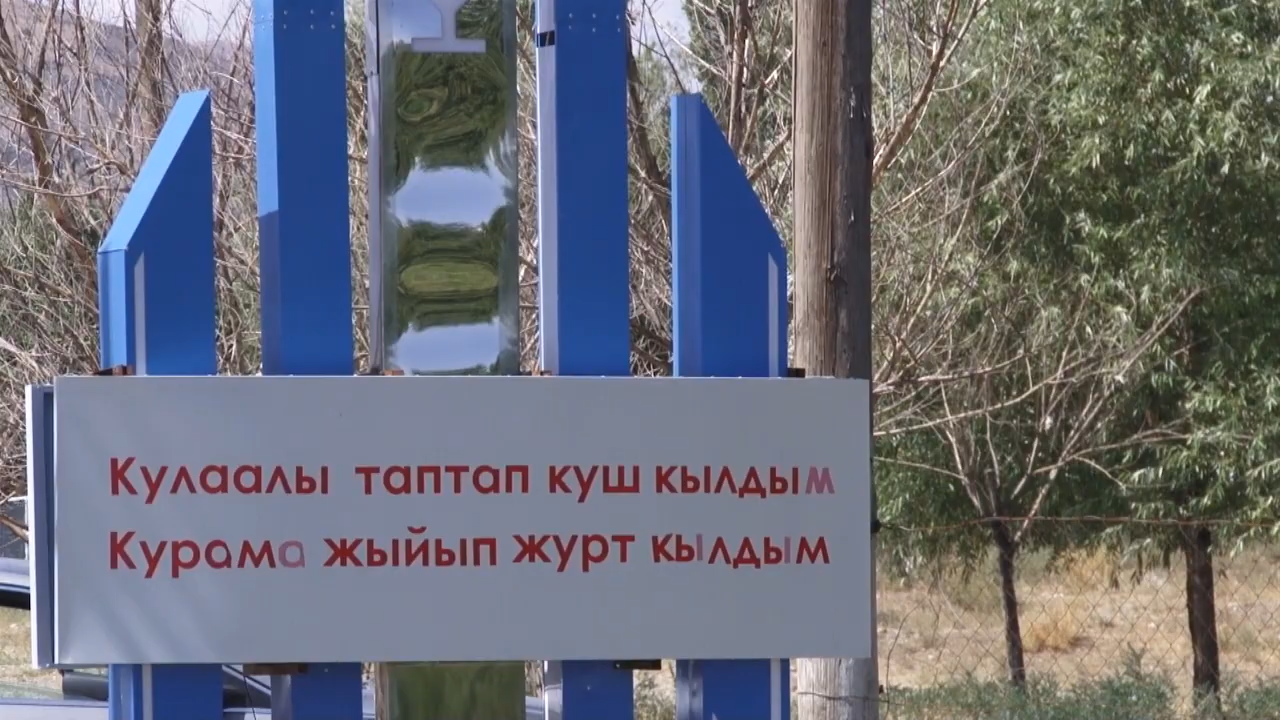 Кулаалы таптап куш кылдым
Курама жыйып журт кылдым